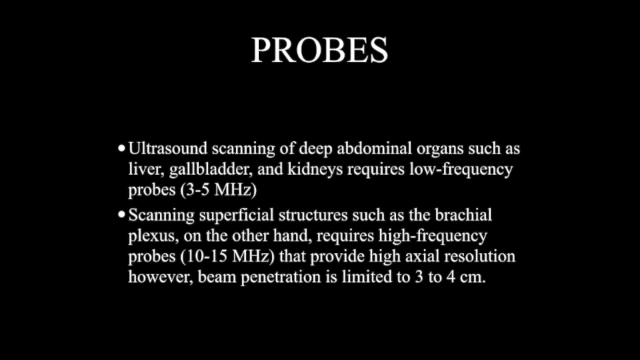 PROBES
• Ultrasound scanning of deep abdominal organs such as
liver, gallbladder, and kidneys requires low-frequency
probes (3-5 MHz)
• Scanning superficial structures such as the brachial
plexus, on the other hand, requires high-frequency
probes (10-15 MHz) that provide high axial resolution
however, beam penetration is limited to 3 to 4 cm.